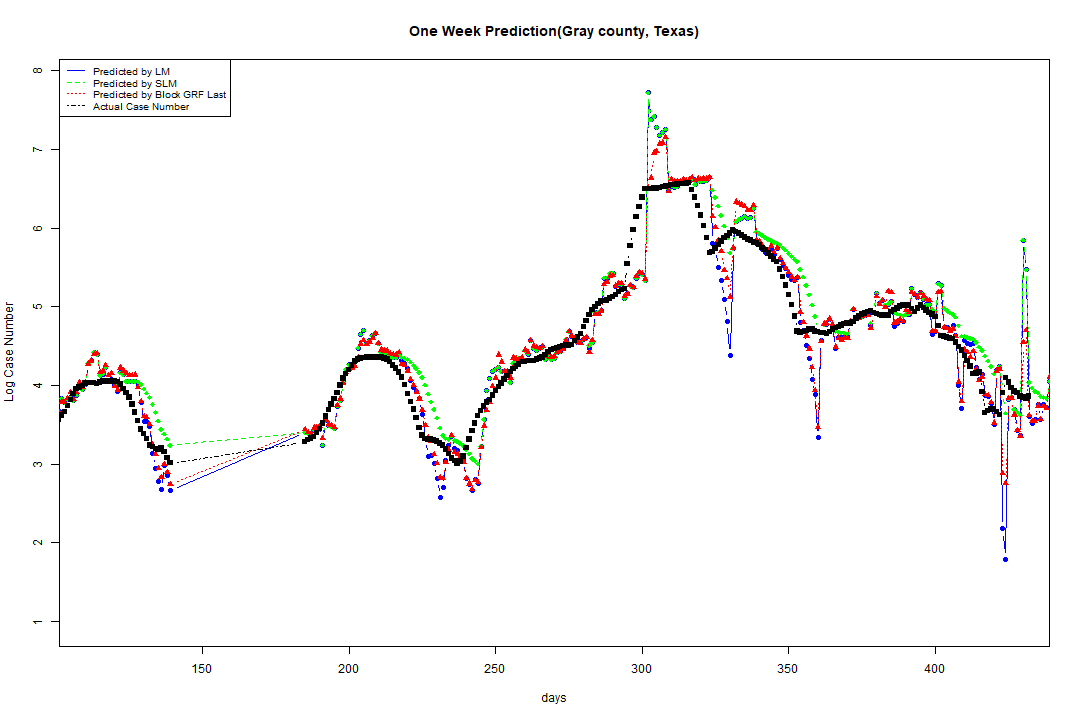 One Week Prediction(Gray county, Texas)
Predicted by LM
Predicted by SLM
Predicted by Block GRF Last
Actual Case Number
8
7
6
5
4
3
2
1
Log Case Number
150 200 250 300 350 400
days